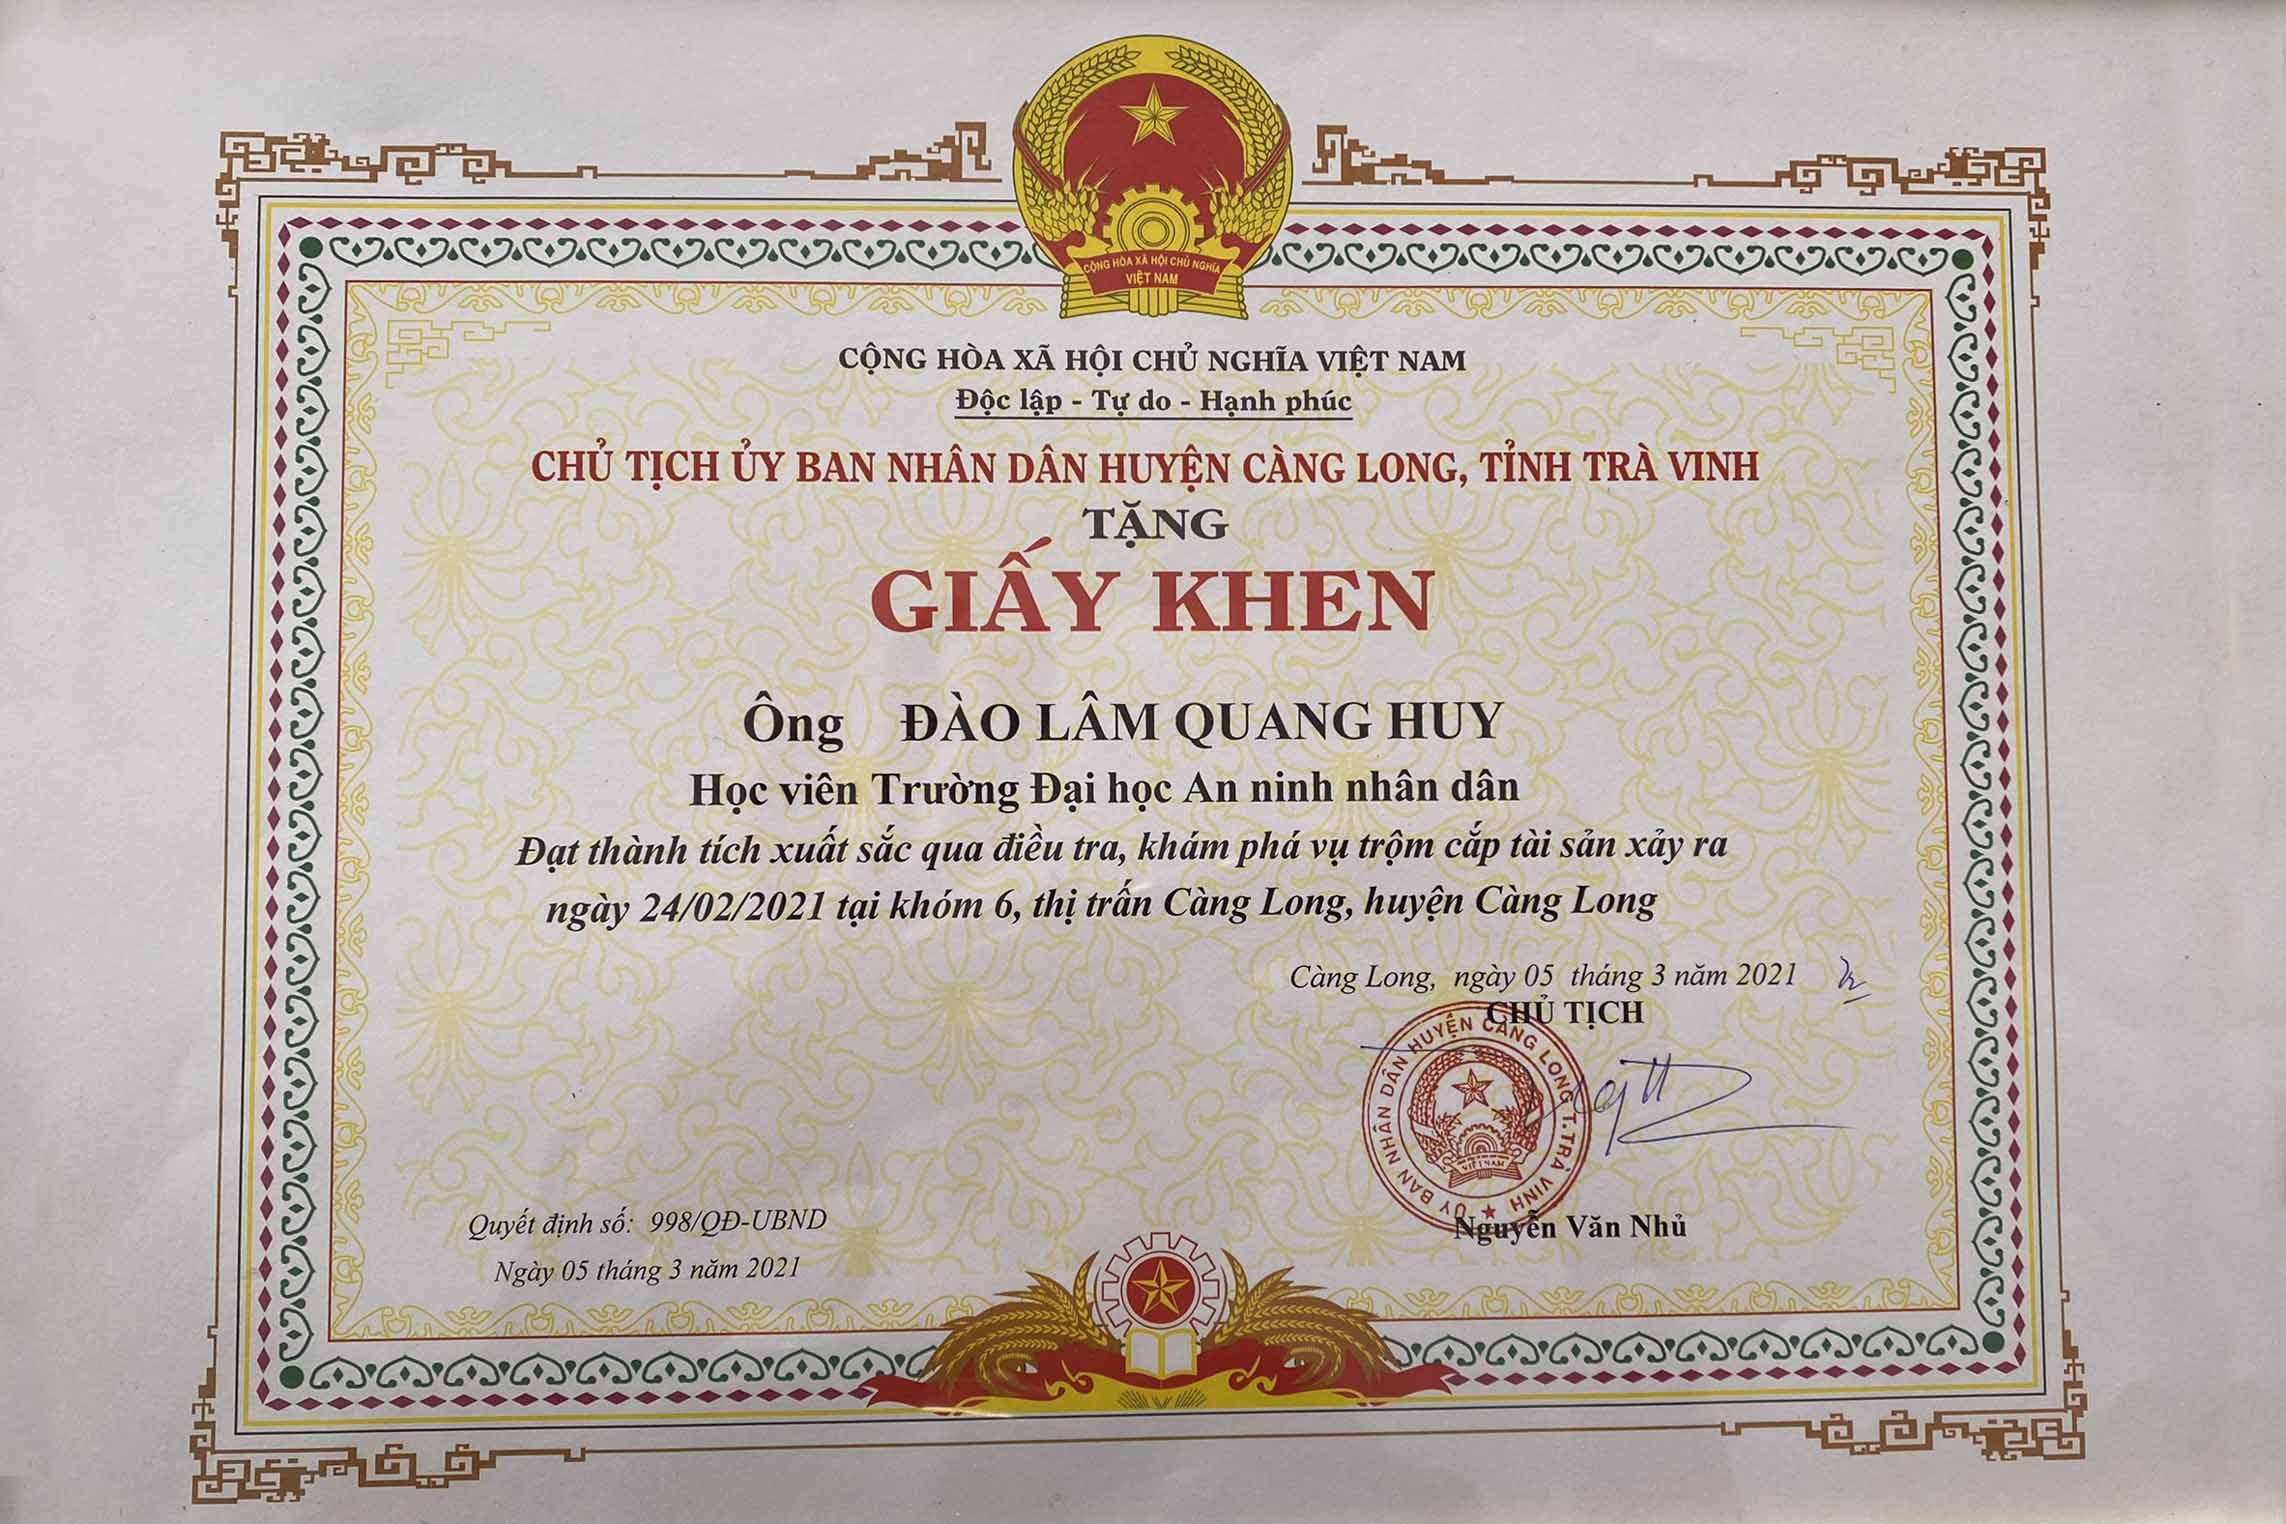 CỘNG HÒA XÃ HỘI CHỦ NGHĨA
VIỆT NAM
CỘNG HÒA XÃ HỘI CHỦ NGHĨA VIỆT NAM
Độc lập - Tự do - Hạnh phúc
CHỦ TỊCH ỦY BAN NHÂN DÂN HUYỆN CÀNG LONG, TỈNH TRÀ VINH
TẶNG
GIẤY KHEN
Ông ĐÀO LÂM QUANG HUY
Học viên Trường Đại học An ninh nhân dân
Đạt thành tích xuất sắc qua điều tra, khám phá vụ trộm cắp tài sản xảy ra
ngày 24/02/2021 tại khóm 6, thị trấn Càng Long, huyện Càng Long
Càng Long, ngày 05 tháng 3 năm 2021
CHỦ TỊCH
ỦY BAN NHÂN DÂN HUYỆN CÀNG LONG T.TRÀ VINH
VIỆT NAM
Nguyễn Văn Nhủ
Quyết định số: 998/QĐ-UBND
Ngày 05 tháng 3 năm 2021